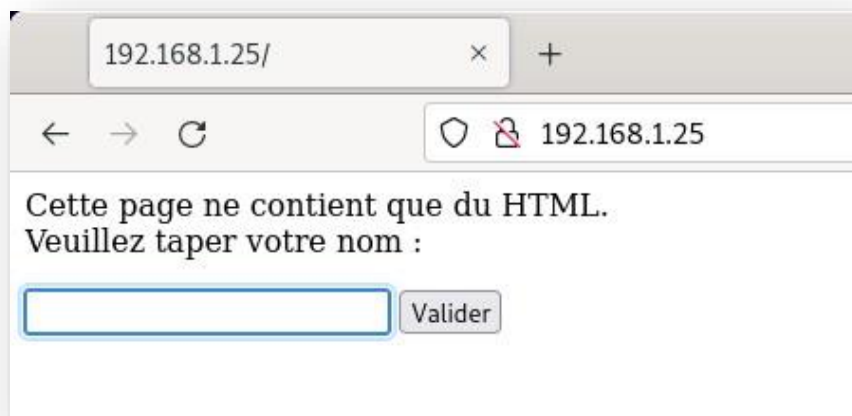 192.168.1.25/
192.168.1.25
Cette page ne contient que du HTML.
Veuillez taper votre nom :
Valider